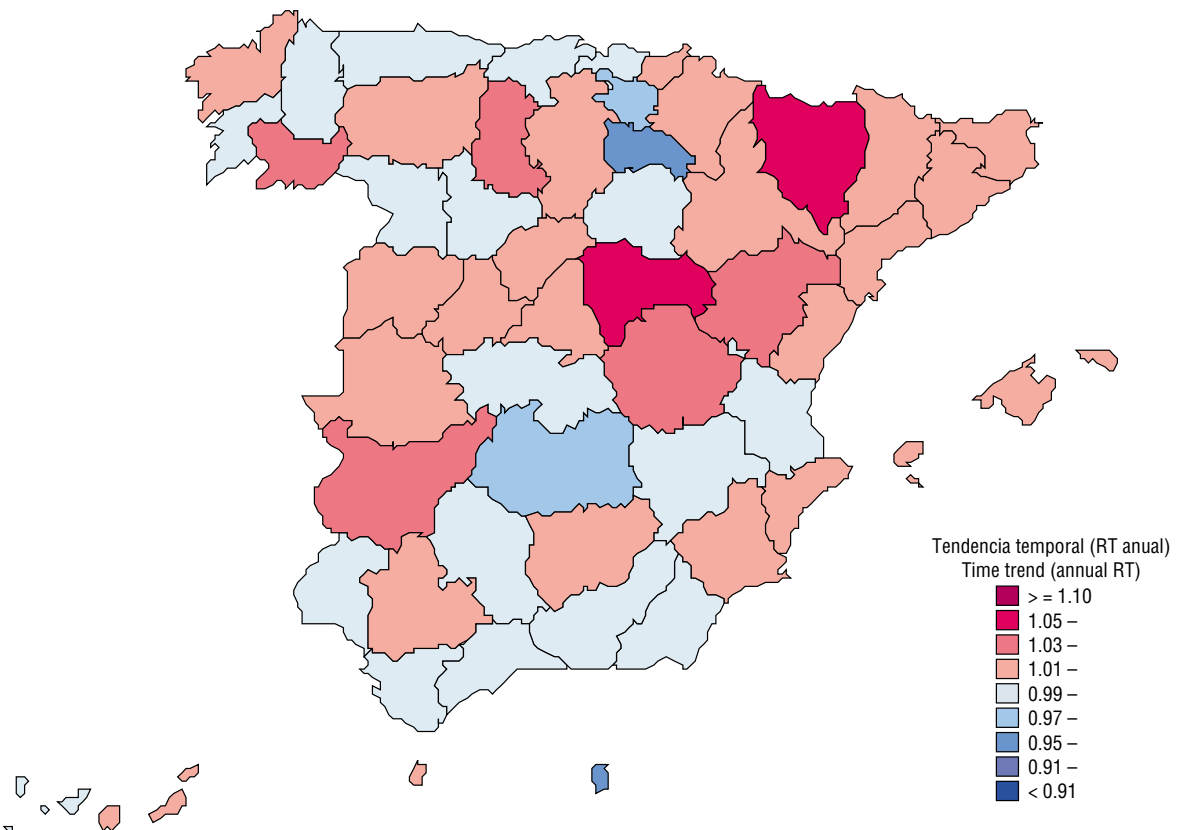 Tendencia temporal (RT anual)
Time trend (annual RT)
> = 1.10
1.05 –
1.03 –
1.01 –
0.99 –
0.97 –
0.95 –
0.91 –
< 0.91